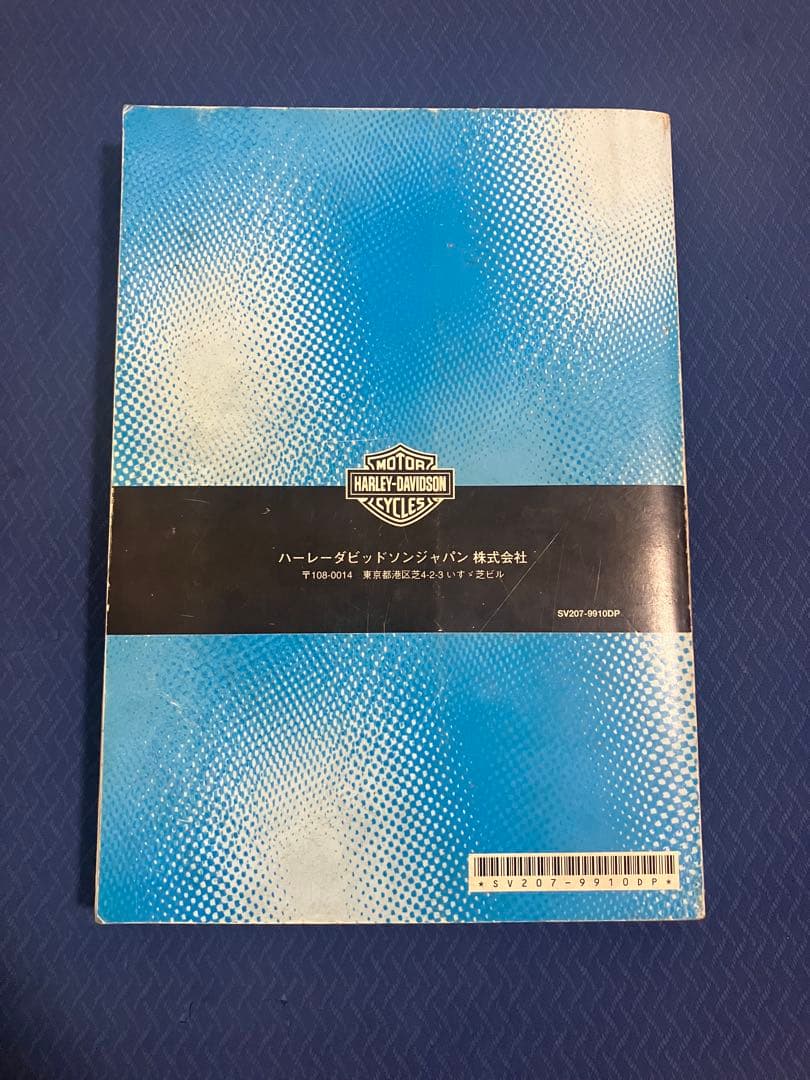 MOTOR
HARLEY-DAVIDSON
CYCLES
ハーレーダビッドソンジャパン 株式会社
〒108-0014 東京都港区芝4-2-3 いすゞ芝ビル
SV207-9910DP
*SV207-9910DP*